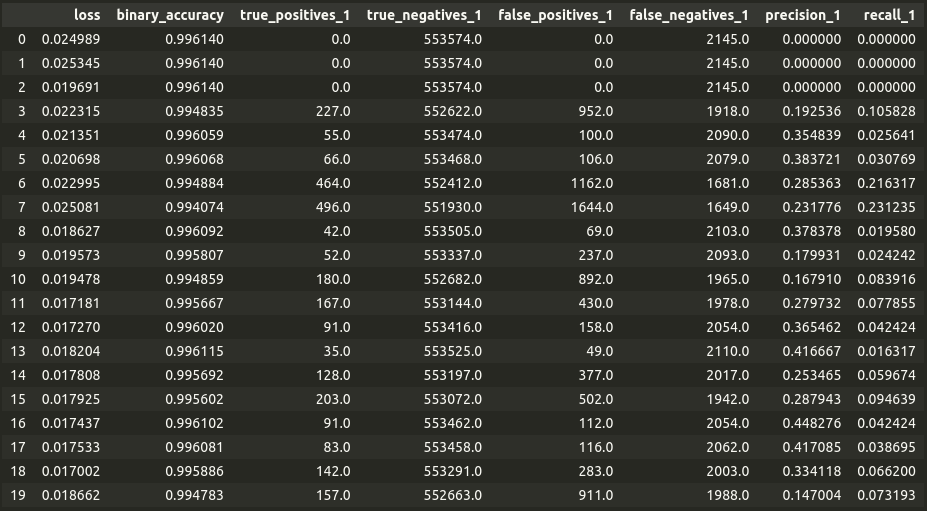 loss binary_accuracy true_positives_1 true_negatives_1 false_positives_1 false_negatives_1 precision_1 recall_1
0 0.024989 0.996140 0.0 553574.0 0.0 2145.0 0.000000 0.000000
1 0.025345 0.996140 0.0 553574.0 0.0 2145.0 0.000000 0.000000
2 0.019691 0.996140 0.0 553574.0 0.0 2145.0 0.000000 0.000000
3 0.022315 0.994835 227.0 552622.0 952.0 1918.0 0.192536 0.105828
4 0.021351 0.996059 55.0 553474.0 100.0 2090.0 0.354839 0.025641
5 0.020698 0.996068 66.0 553468.0 106.0 2079.0 0.383721 0.030769
6 0.022995 0.994884 464.0 552412.0 1162.0 1681.0 0.285363 0.216317
7 0.025081 0.994074 496.0 551930.0 1644.0 1649.0 0.231776 0.231235
8 0.018627 0.996092 42.0 553505.0 69.0 2103.0 0.378378 0.019580
9 0.019573 0.995807 52.0 553337.0 237.0 2093.0 0.179931 0.024242
10 0.019478 0.994859 180.0 552682.0 892.0 1965.0 0.167910 0.083916
11 0.017181 0.995667 167.0 553144.0 430.0 1978.0 0.279732 0.077855
12 0.017270 0.996020 91.0 553416.0 158.0 2054.0 0.365462 0.042424
13 0.018204 0.996115 35.0 553525.0 49.0 2110.0 0.416667 0.016317
14 0.017808 0.995692 128.0 553197.0 377.0 2017.0 0.253465 0.059674
15 0.017925 0.995602 203.0 553072.0 502.0 1942.0 0.287943 0.094639
16 0.017437 0.996102 91.0 553462.0 112.0 2054.0 0.448276 0.042424
17 0.017533 0.996081 83.0 553458.0 116.0 2062.0 0.417085 0.038695
18 0.017002 0.995886 142.0 553291.0 283.0 2003.0 0.334118 0.066200
19 0.018662 0.994783 157.0 552663.0 911.0 1988.0 0.147004 0.073193